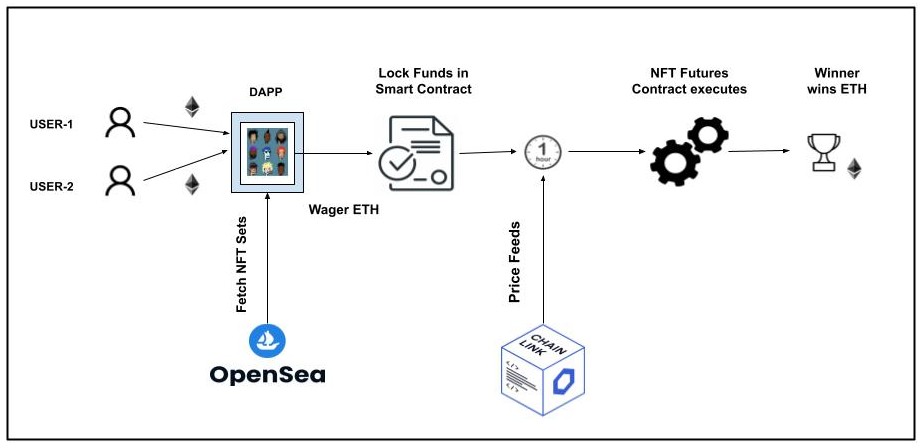 Lock Funds in
Smart Contract
NFT Futures
Contract executes
Winner
wins ETH
DAPP
USER-1
USER-2
1
hour
Wager ETH
Fetch NFT Sets
Price Feeds
OpenSea
CHAIN
LINK